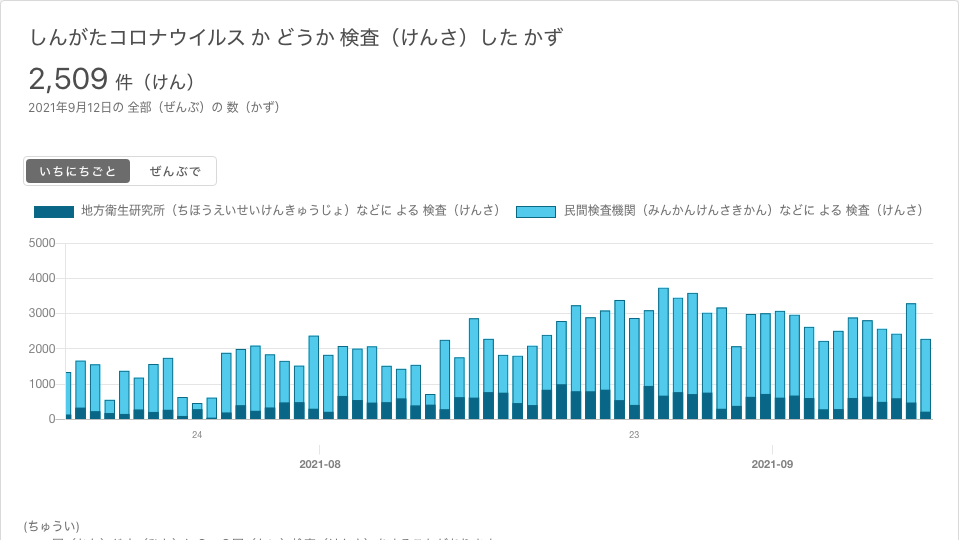 しんがたコロナウイルス か どうか 検査（けんさ）した かず
2,509 件（けん）
2021年9月12日の 全部（ぜんぶ）の 数（かず）
いちにちごと ぜんぶで
地方衛生研究所（ちほうえいせいけんきゅうじょ）などに よる 検査（けんさ） 民間検査機関（みんかんけんさきかん）などに よる 検査（けんさ）
5000
4000
3000
2000
1000
0
24 23
2021-08 2021-09
(ちゅうい)